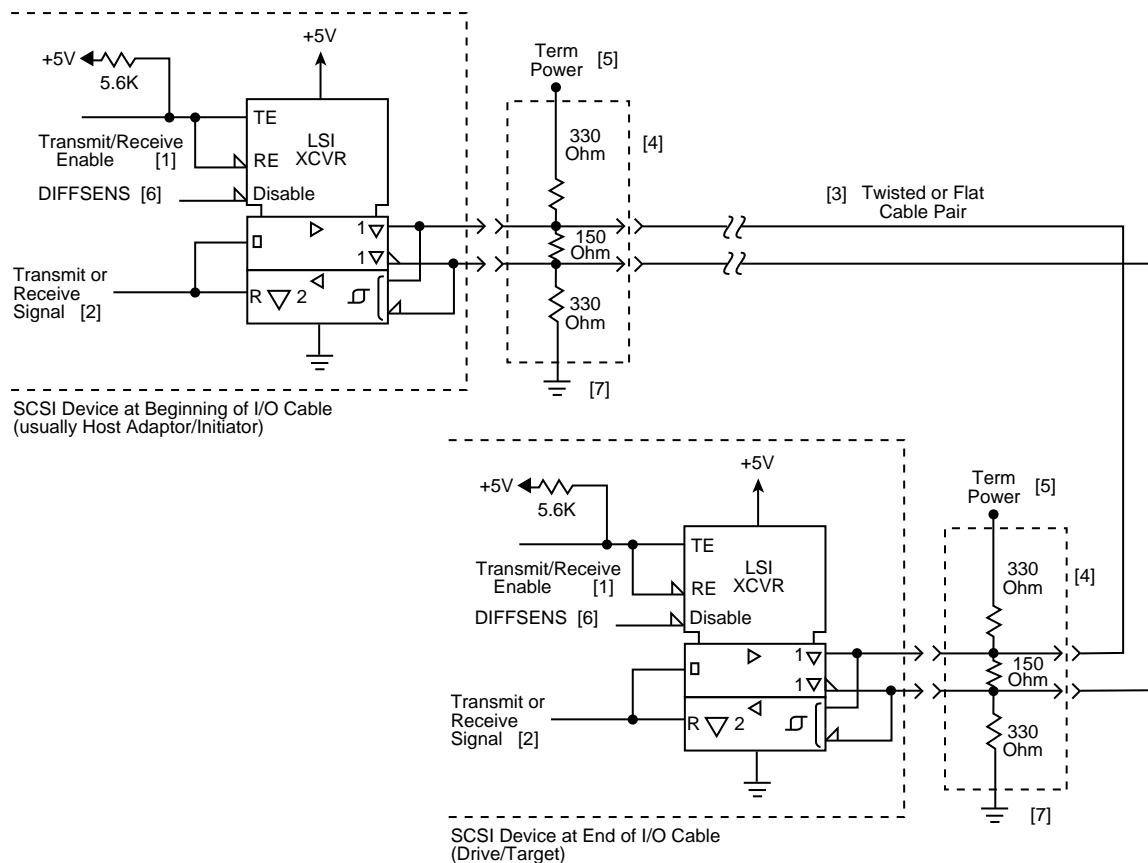 +5V
5.6K
+5V
Term
Power [5]
TE
LSI
XCVR
330
Ohm
[4]
Transmit/Receive
Enable [1]
RE
DIFFSENS [6]
Disable
[3] Twisted or Flat
Cable Pair
1
150
Ohm
1
Transmit or
Receive
Signal [2]
R
2
330
Ohm
[7]
SCSI Device at Beginning of I/O Cable
(usually Host Adaptor/Initiator)
+5V
5.6K
+5V
Term
Power [5]
TE
LSI
XCVR
330
Ohm
[4]
Transmit/Receive
Enable [1]
RE
DIFFSENS [6]
Disable
1
150
Ohm
1
Transmit or
Receive
Signal [2]
R
2
330
Ohm
[7]
SCSI Device at End of I/O Cable
(Drive/Target)